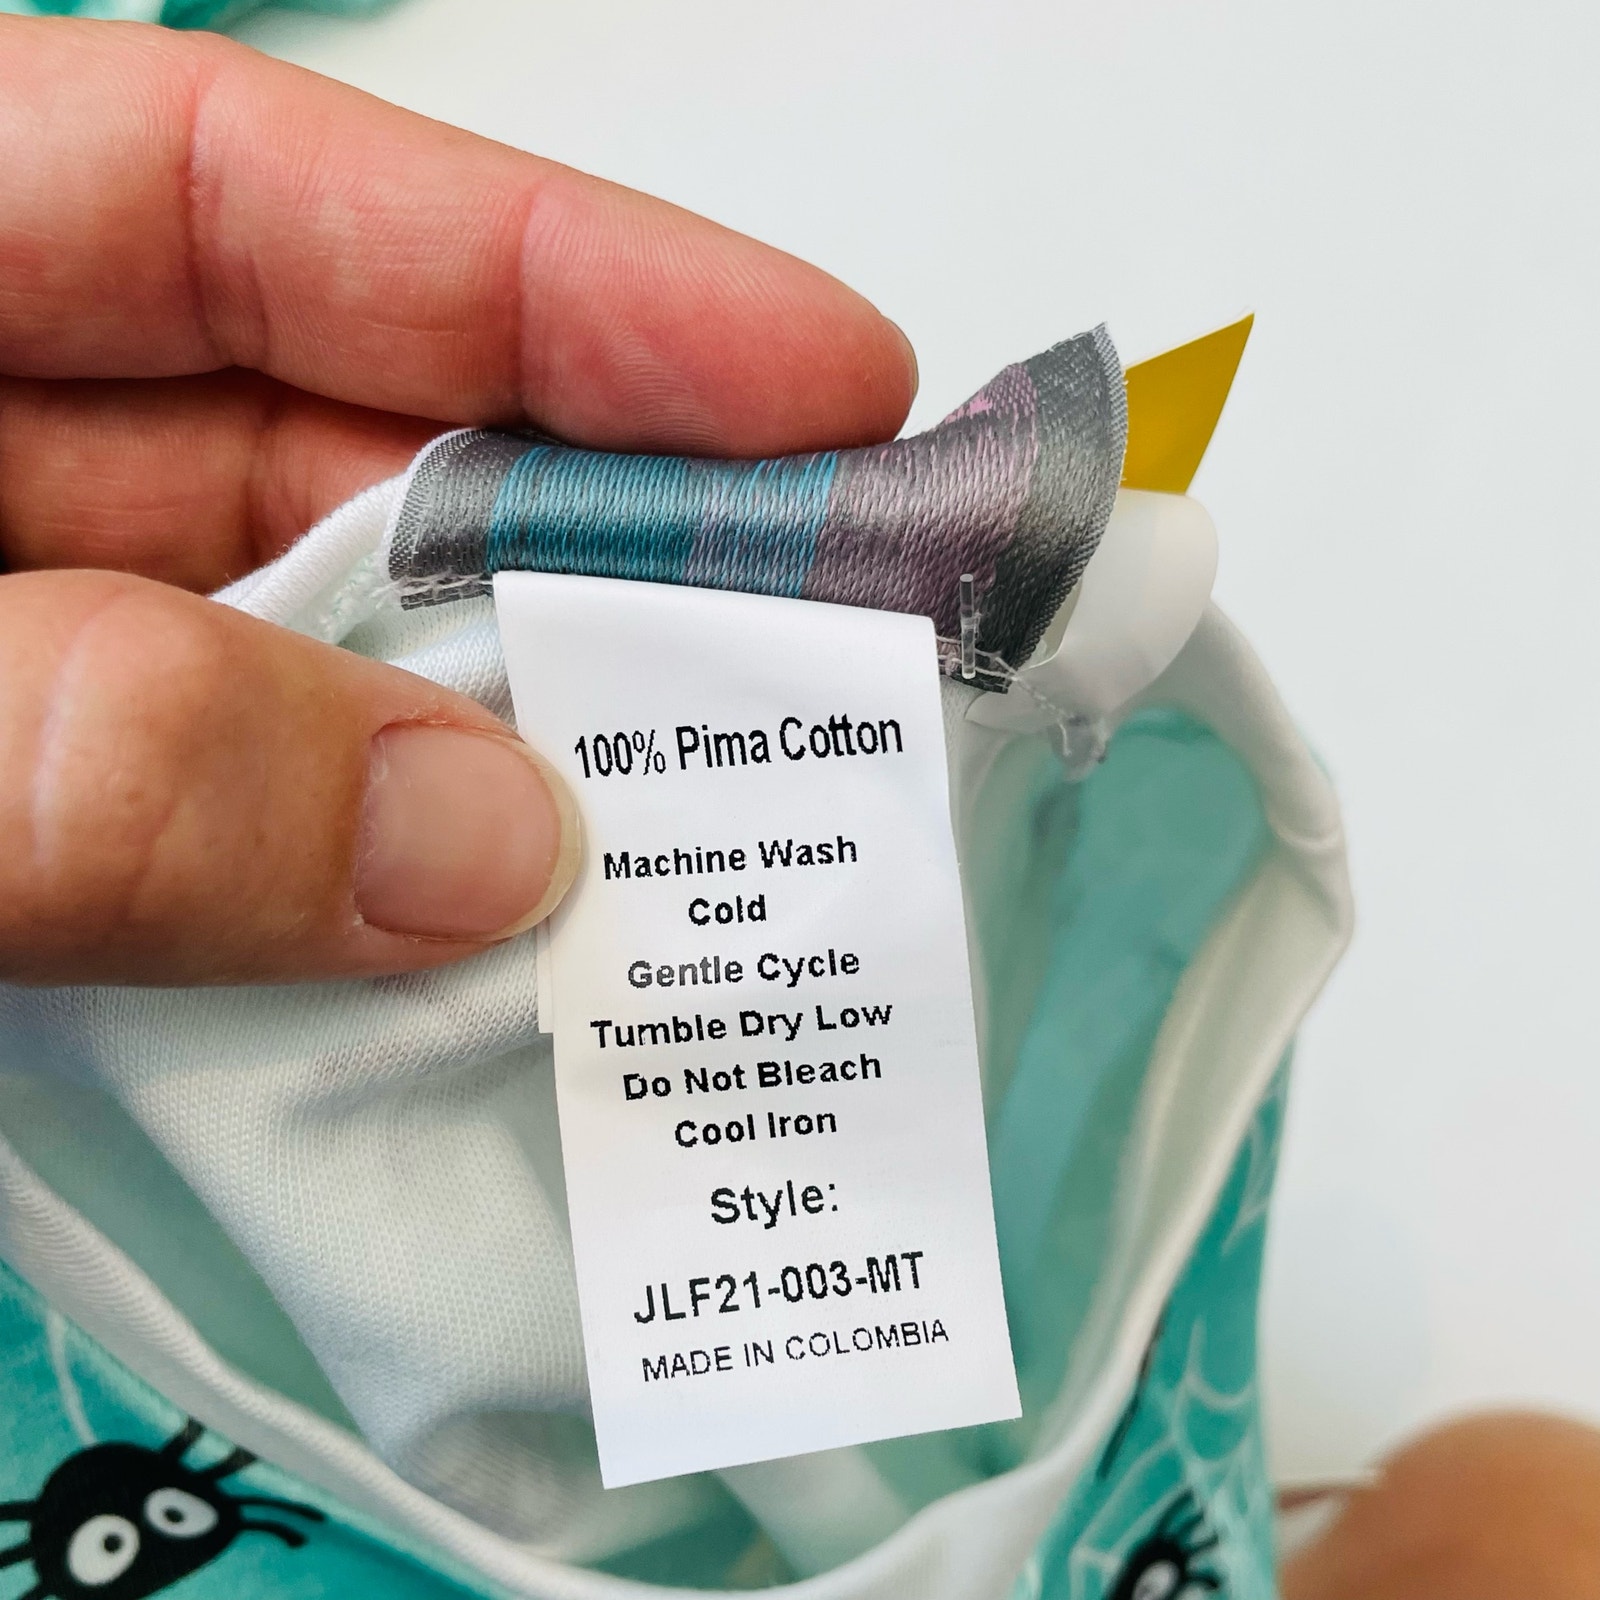 100% Pima Cotton
Machine Wash
Cold
Gentle Cycle
Tumble Dry Low
Do Not Bleach
Cool Iron
Style:
JLF21-003-MT
MADE IN COLOMBIA